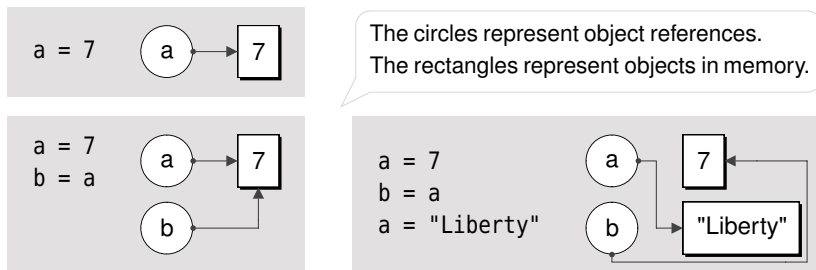 a = 7
a
7
The circles represent object references.
The rectangles represent objects in memory.
a = 7
b = a
a
7
b
a = 7
b = a
a = "Liberty"
a
7
b
"Liberty"